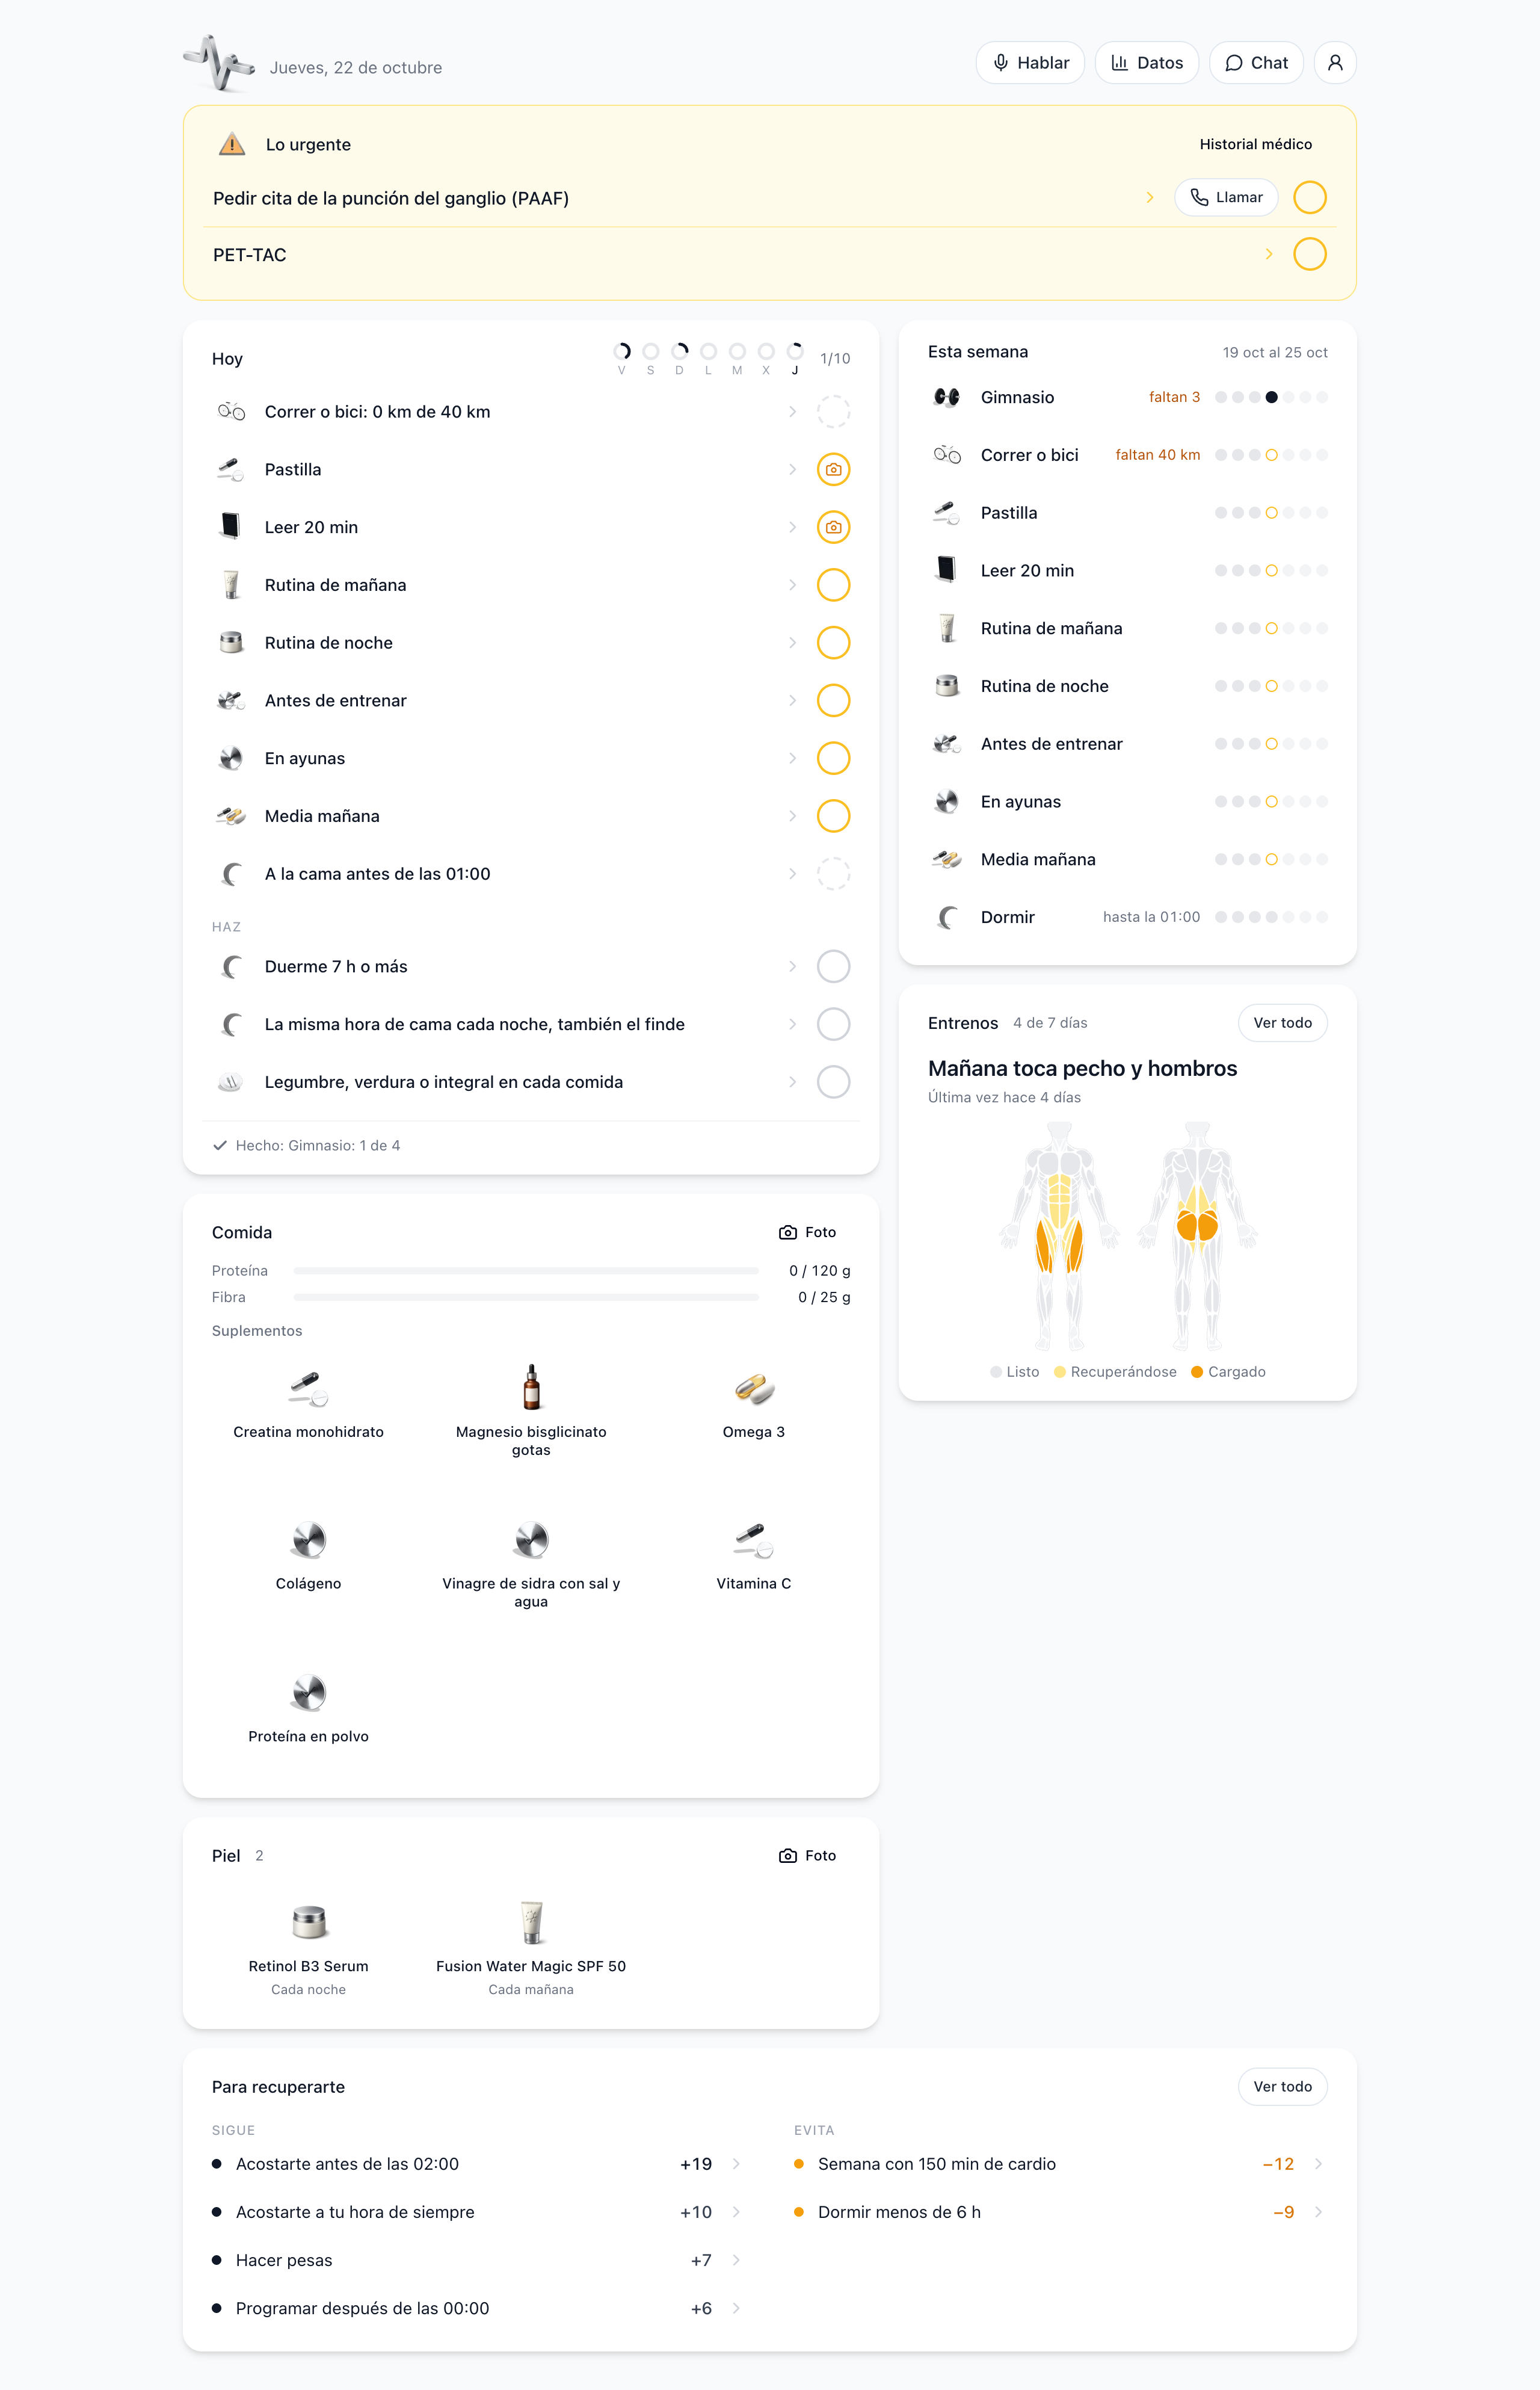 Jueves, 22 de octubre
Hablar
Datos
Chat
Lo urgente
Historial médico
Pedir cita de la punción del ganglio (PAAF)
Llamar
PET-TAC
Hoy
V S D L M X J
1/10
Correr o bici: 0 km de 40 km
Pastilla
Leer 20 min
Rutina de mañana
Rutina de noche
Antes de entrenar
En ayunas
Media mañana
A la cama antes de las 01:00
HAZ
Duerme 7 h o más
La misma hora de cama cada noche, también el finde
Legumbre, verdura o integral en cada comida
Hecho: Gimnasio: 1 de 4
Esta semana
19 oct al 25 oct
Gimnasio
faltan 3
Correr o bici
faltan 40 km
Pastilla
Leer 20 min
Rutina de mañana
Rutina de noche
Antes de entrenar
En ayunas
Media mañana
Dormir
hasta la 01:00
Entrenos
4 de 7 días
Ver todo
Mañana toca pecho y hombros
Última vez hace 4 días
Listo
Recuperándose
Cargado
Comida
Foto
Proteína
0 / 120 g
Fibra
0 / 25 g
Suplementos
Creatina monohidrato
Magnesio bisglicinato
gotas
Omega 3
Colágeno
Vinagre de sidra con sal y
agua
Vitamina C
Proteína en polvo
Piel
2
Foto
Retinol B3 Serum
Cada noche
Fusion Water Magic SPF 50
Cada mañana
Para recuperarte
Ver todo
SIGUE
Acostarte antes de las 02:00
+19
Acostarte a tu hora de siempre
+10
Hacer pesas
+7
Programar después de las 00:00
+6
EVITA
Semana con 150 min de cardio
−12
Dormir menos de 6 h
−9